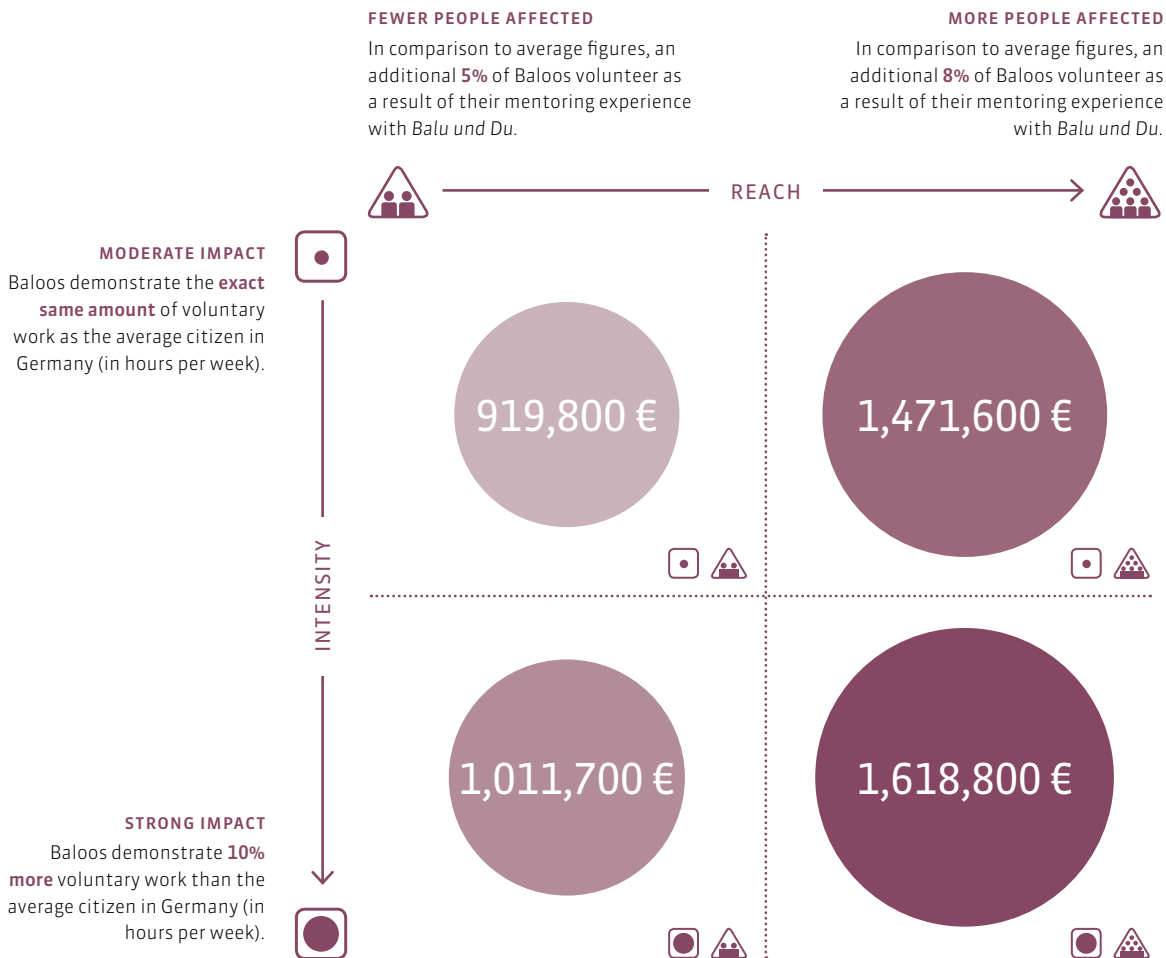 FEWER PEOPLE AFFECTED
In comparison to average figures, an
additional 5% of Baloos volunteer as
a result of their mentoring experience
with Balu und Du.
MORE PEOPLE AFFECTED
In comparison to average figures, an
additional 8% of Baloos volunteer as
a result of their mentoring experience
with Balu und Du.
REACH
MODERATE IMPACT
Baloos demonstrate the exact
same amount of voluntary
work as the average citizen in
Germany (in hours per week).
919,800 €
1,471,600 €
INTENSITY
1,011,700 €
1,618,800 €
STRONG IMPACT
Baloos demonstrate 10%
more voluntary work than the
average citizen in Germany (in
hours per week).